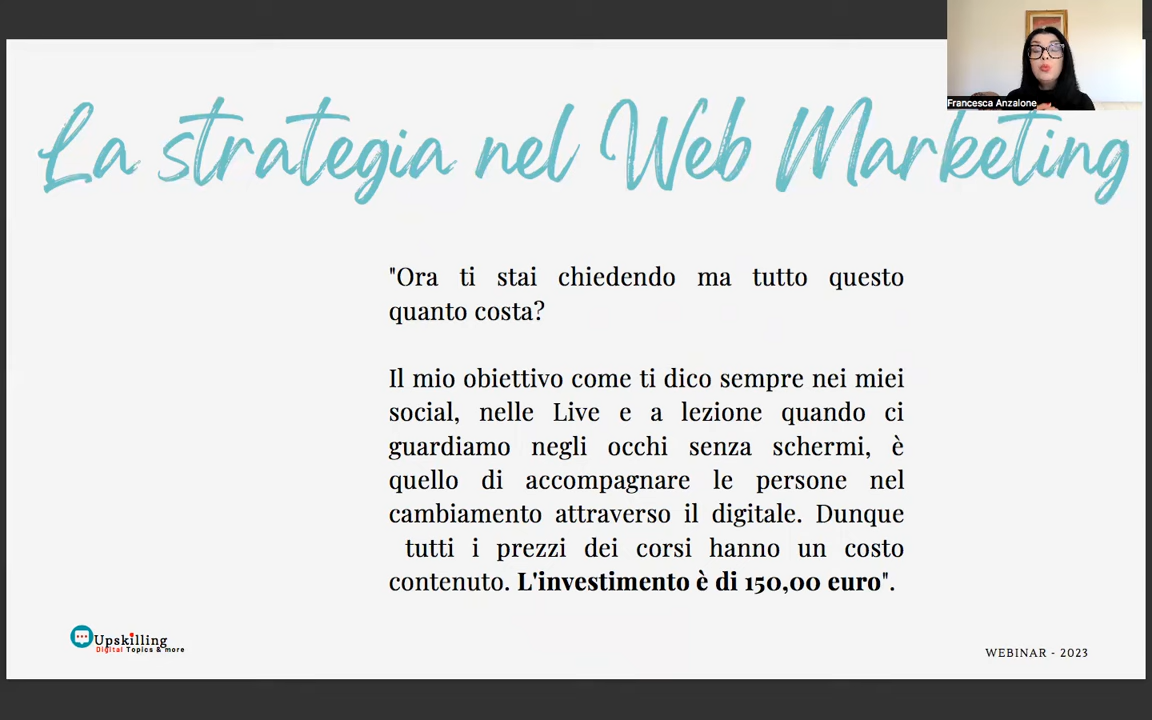 Francesca Anzalone
La strategia nel Web Marketing
"Ora ti stai chiedendo ma tutto questo
quanto costa?
Il mio obiettivo come ti dico sempre nei miei
social, nelle Live e a lezione quando ci
guardiamo negli occhi senza schermi, è
quello di accompagnare le persone nel
cambiamento attraverso il digitale. Dunque
tutti i prezzi dei corsi hanno un costo
contenuto. L'investimento è di 150,00 euro".
Upskilling
Digital Topics & more
WEBINAR - 2023